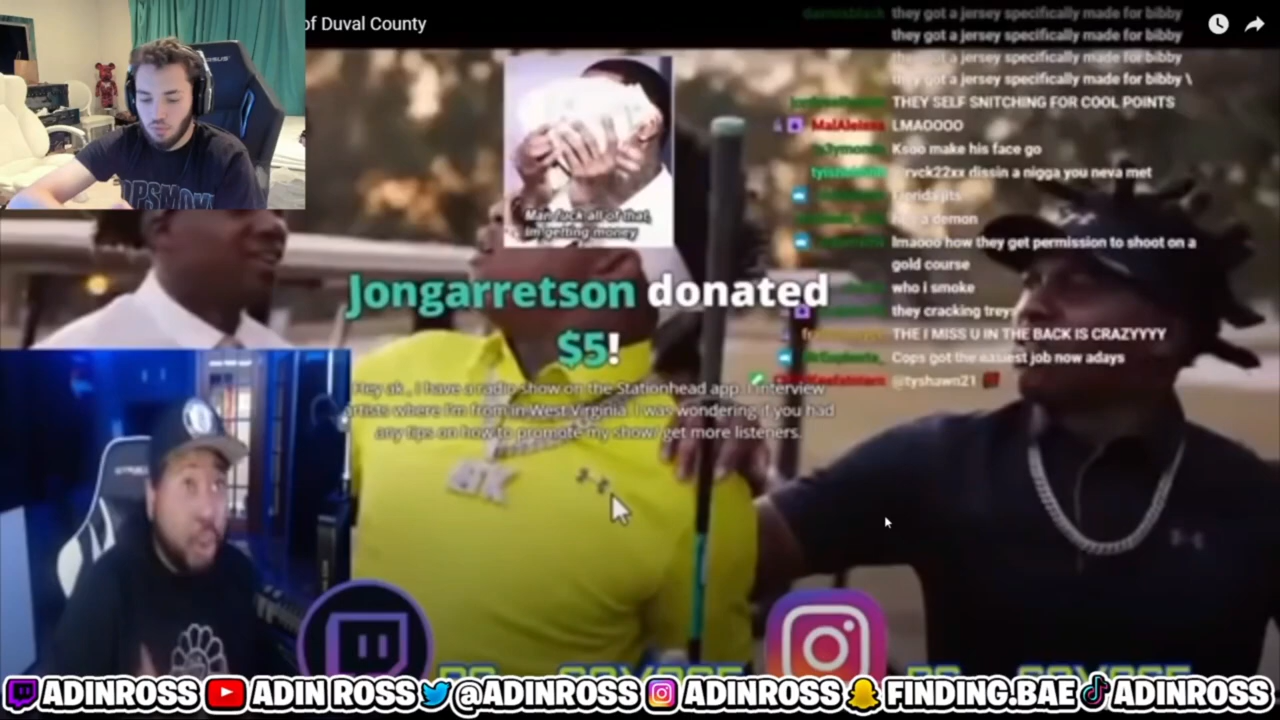 of Duval County
they got a jersey specifically made for bibby
they got a jersey specifically made for bibby
they got a jersey specifically made for bibby
they got a jersey specifically made for bibby \
THEY SELF SNITCHING FOR COOL POINTS
LMAOOOO
Ksoo make his face go
rvck22xx dissin a nigga you neva met
a demon
lmaooo how they get permission to shoot on a
gold course
who i smoke
they cracking treys
THE I MISS U IN THE BACK IS CRAZYYYY
Cops got the easiest job now adays
@tyshawn21
Man fuck all of that,
Im getting money
Jongarretson donated
$5!
Hey ak, I have a radio show on the Stationhead app. I interview
artists where I'm from in West Virginia. I was wondering if you had
any tips on how to promote my show/ get more listeners.
ADINROSS ADIN ROSS @ADINROSS ADINROSS FINDING.BAE ADINROSS